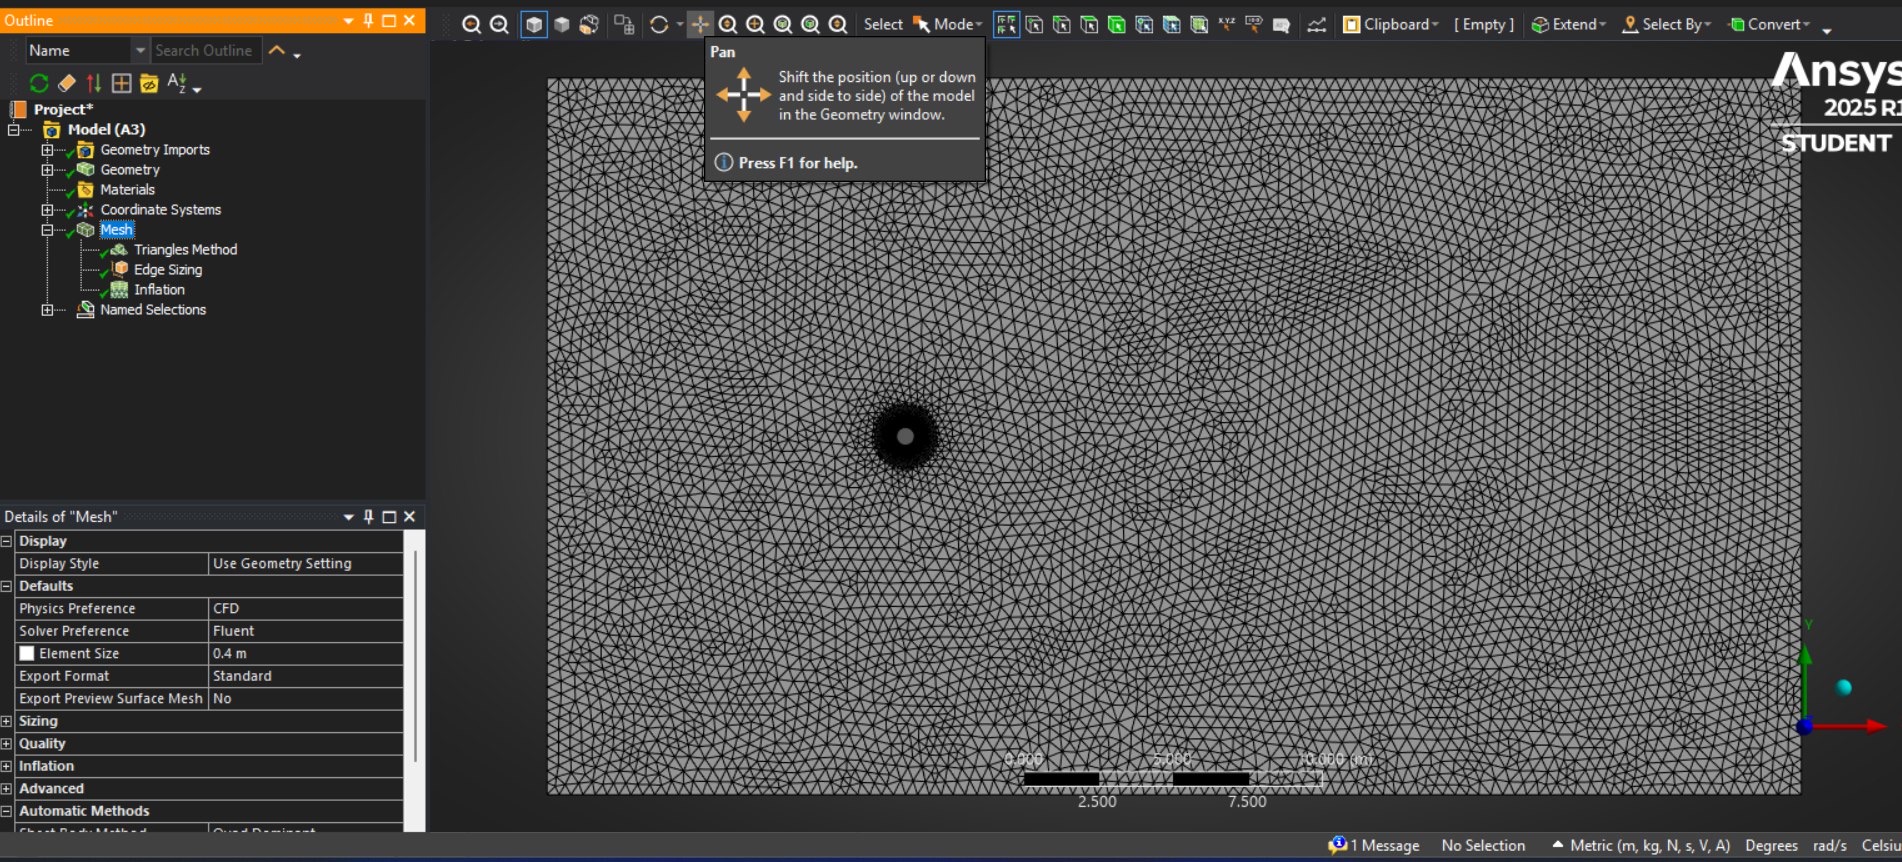 Outline
Name Search Outline
Project*
Model (A3)
Geometry Imports
Geometry
Materials
Coordinate Systems
Mesh
Triangles Method
Edge Sizing
Inflation
Named Selections
Details of "Mesh"
Display
Display Style Use Geometry Setting
Defaults
Physics Preference CFD
Solver Preference Fluent
Element Size 0.4 m
Export Format Standard
Export Preview Surface Mesh No
Sizing
Quality
Inflation
Advanced
Automatic Methods
Sheet Body Method Quad Dominant
Select Mode Clipboard [ Empty ] Extend Select By Convert
Pan
Shift the position (up or down
and side to side) of the model
in the Geometry window.
Press F1 for help.
Ansys
2025 R1
STUDENT
Y
0.000 5.000 10.000 (m)
2.500 7.500
1 Message No Selection Metric (m, kg, N, s, V, A) Degrees rad/s Celsiu